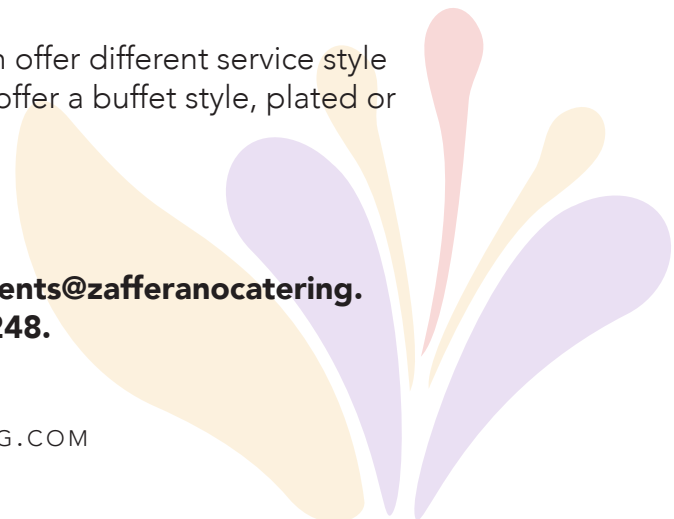 offer different service style
offer a buffet style, plated or
ents@zafferanocatering.
248.
G.COM